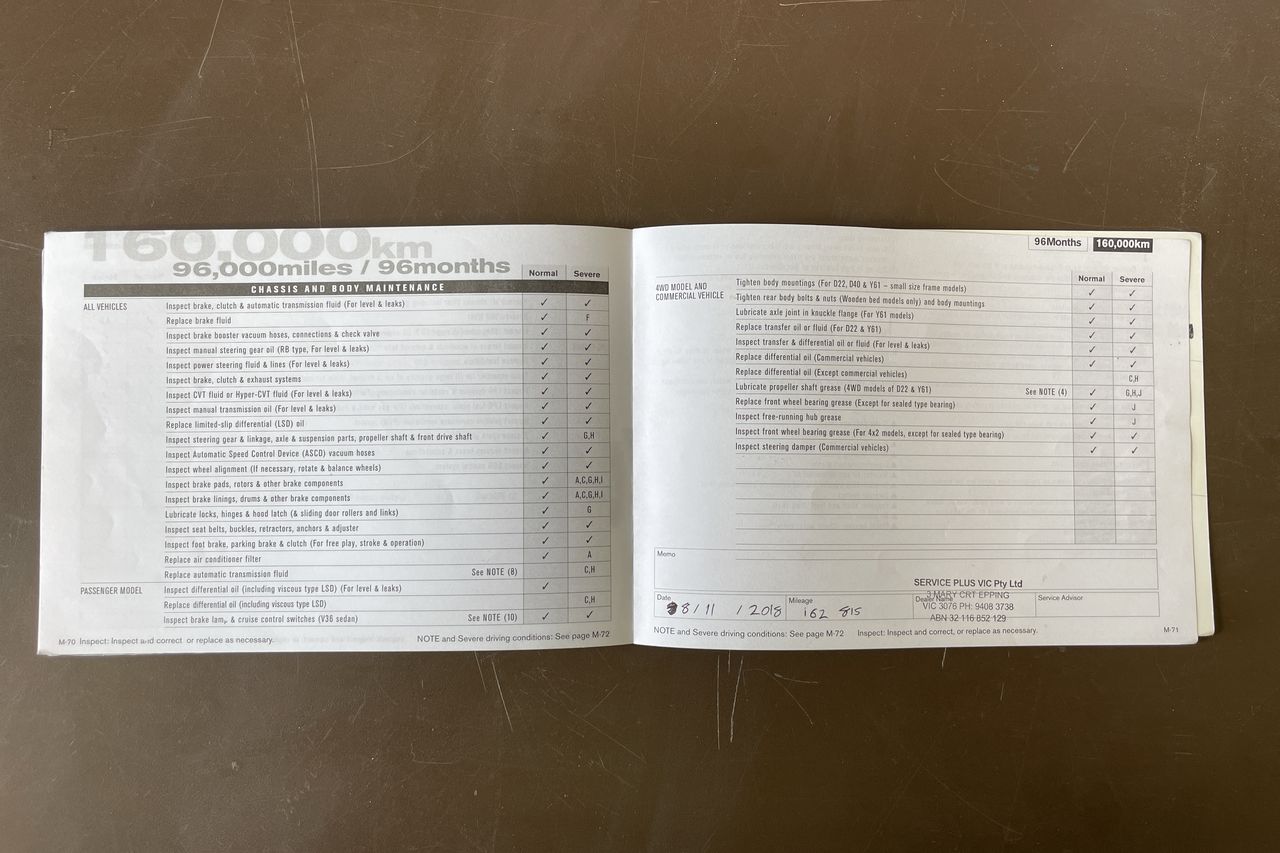 160,000km
96,000miles / 96months
Normal Severe
CHASSIS AND BODY MAINTENANCE
ALL VEHICLES Inspect brake, clutch & automatic transmission fluid (For level & leaks) ✓ ✓
Replace brake fluid ✓ F
Inspect brake booster vacuum hoses, connections & check valve ✓ ✓
Inspect manual steering gear oil (RB type, For level & leaks) ✓ ✓
Inspect power steering fluid & lines (For level & leaks) ✓ ✓
Inspect brake, clutch & exhaust systems ✓ ✓
Inspect CVT fluid or Hyper-CVT fluid (For level & leaks) ✓ ✓
Inspect manual transmission oil (For level & leaks) ✓ ✓
Replace limited-slip differential (LSD) oil ✓ ✓
Inspect steering gear & linkage, axle & suspension parts, propeller shaft & front drive shaft ✓ G,H
Inspect Automatic Speed Control Device (ASCD) vacuum hoses ✓ ✓
Inspect wheel alignment (If necessary, rotate & balance wheels) ✓ ✓
Inspect brake pads, rotors & other brake components ✓ A,C,G,H,I
Inspect brake linings, drums & other brake components ✓ A,C,G,H,I
Lubricate locks, hinges & hood latch (& sliding door rollers and links) ✓ G
Inspect seat belts, buckles, retractors, anchors & adjuster ✓ ✓
Inspect foot brake, parking brake & clutch (For free play, stroke & operation) ✓ ✓
Replace air conditioner filter ✓ A
Replace automatic transmission fluid See NOTE (8) C,H
PASSENGER MODEL Inspect differential oil (including viscous type LSD) (For level & leaks) ✓
Replace differential oil (including viscous type LSD) C,H
Inspect brake lamp & cruise control switches (V36 sedan) See NOTE (10) ✓ ✓
M-70 Inspect: Inspect and correct or replace as necessary. NOTE and Severe driving conditions: See page M-72
96Months 160,000km
Normal Severe
4WD MODEL AND COMMERCIAL VEHICLE Tighten body mountings (For D22, D40 & Y61 – small size frame models) ✓ ✓
Tighten rear body bolts & nuts (Wooden bed models only) and body mountings ✓ ✓
Lubricate axle joint in knuckle flange (For Y61 models) ✓ ✓
Replace transfer oil or fluid (For D22 & Y61) ✓ ✓
Inspect transfer & differential oil or fluid (For level & leaks) ✓ ✓
Replace differential oil (Commercial vehicles) ✓ ✓
Replace differential oil (Except commercial vehicles) C,H
Lubricate propeller shaft grease (4WD models of D22 & Y61) See NOTE (4) ✓ G,H,J
Replace front wheel bearing grease (Except for sealed type bearing) ✓ J
Inspect free-running hub grease ✓ J
Inspect front wheel bearing grease (For 4x2 models, except for sealed type bearing) ✓ ✓
Inspect steering damper (Commercial vehicles) ✓ ✓
Memo
SERVICE PLUS VIC Pty Ltd
3 MARY CRT EPPING
VIC 3076 PH: 9408 3738
ABN 32 116 852 129
Date 8/11/2018 Mileage 162 815 Dealer Name Service Advisor
NOTE and Severe driving conditions: See page M-72 Inspect: Inspect and correct, or replace as necessary. M-71